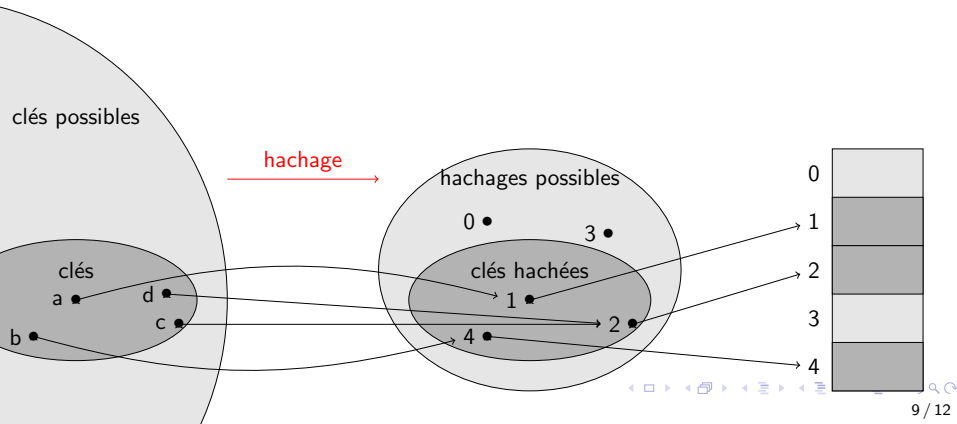 clés possibles
hachage
hachages possibles
0
3
clés
a
d
c
b
clés hachées
1
2
4
0
1
2
3
4
9 / 12